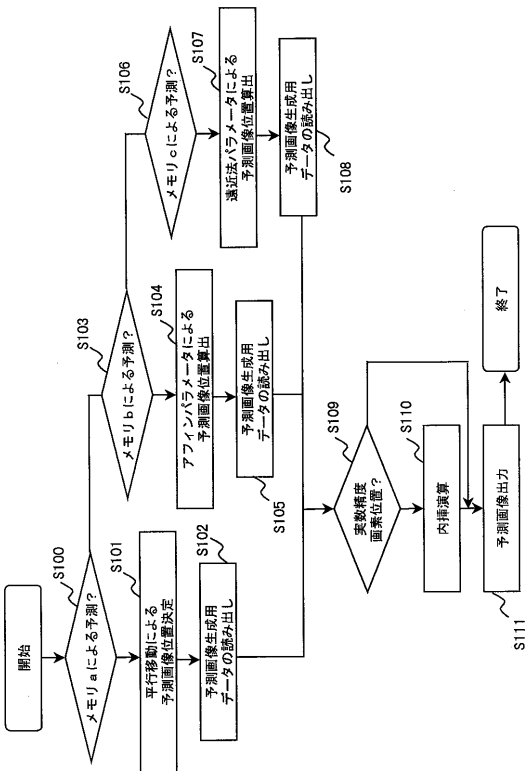 開始
S100
メモリaによる予測?
S101
平行移動による
予測画像位置決定
S102
予測画像生成用
データの読み出し
S103
メモリbによる予測?
S104
アフィンパラメータによる
予測画像位置算出
予測画像生成用
データの読み出し
S105
S106
メモリcによる予測?
S107
遠近法パラメータによる
予測画像位置算出
予測画像生成用
データの読み出し
S108
S109
実数精度
画素位置?
S110
内挿演算
予測画像出力
S111
終了